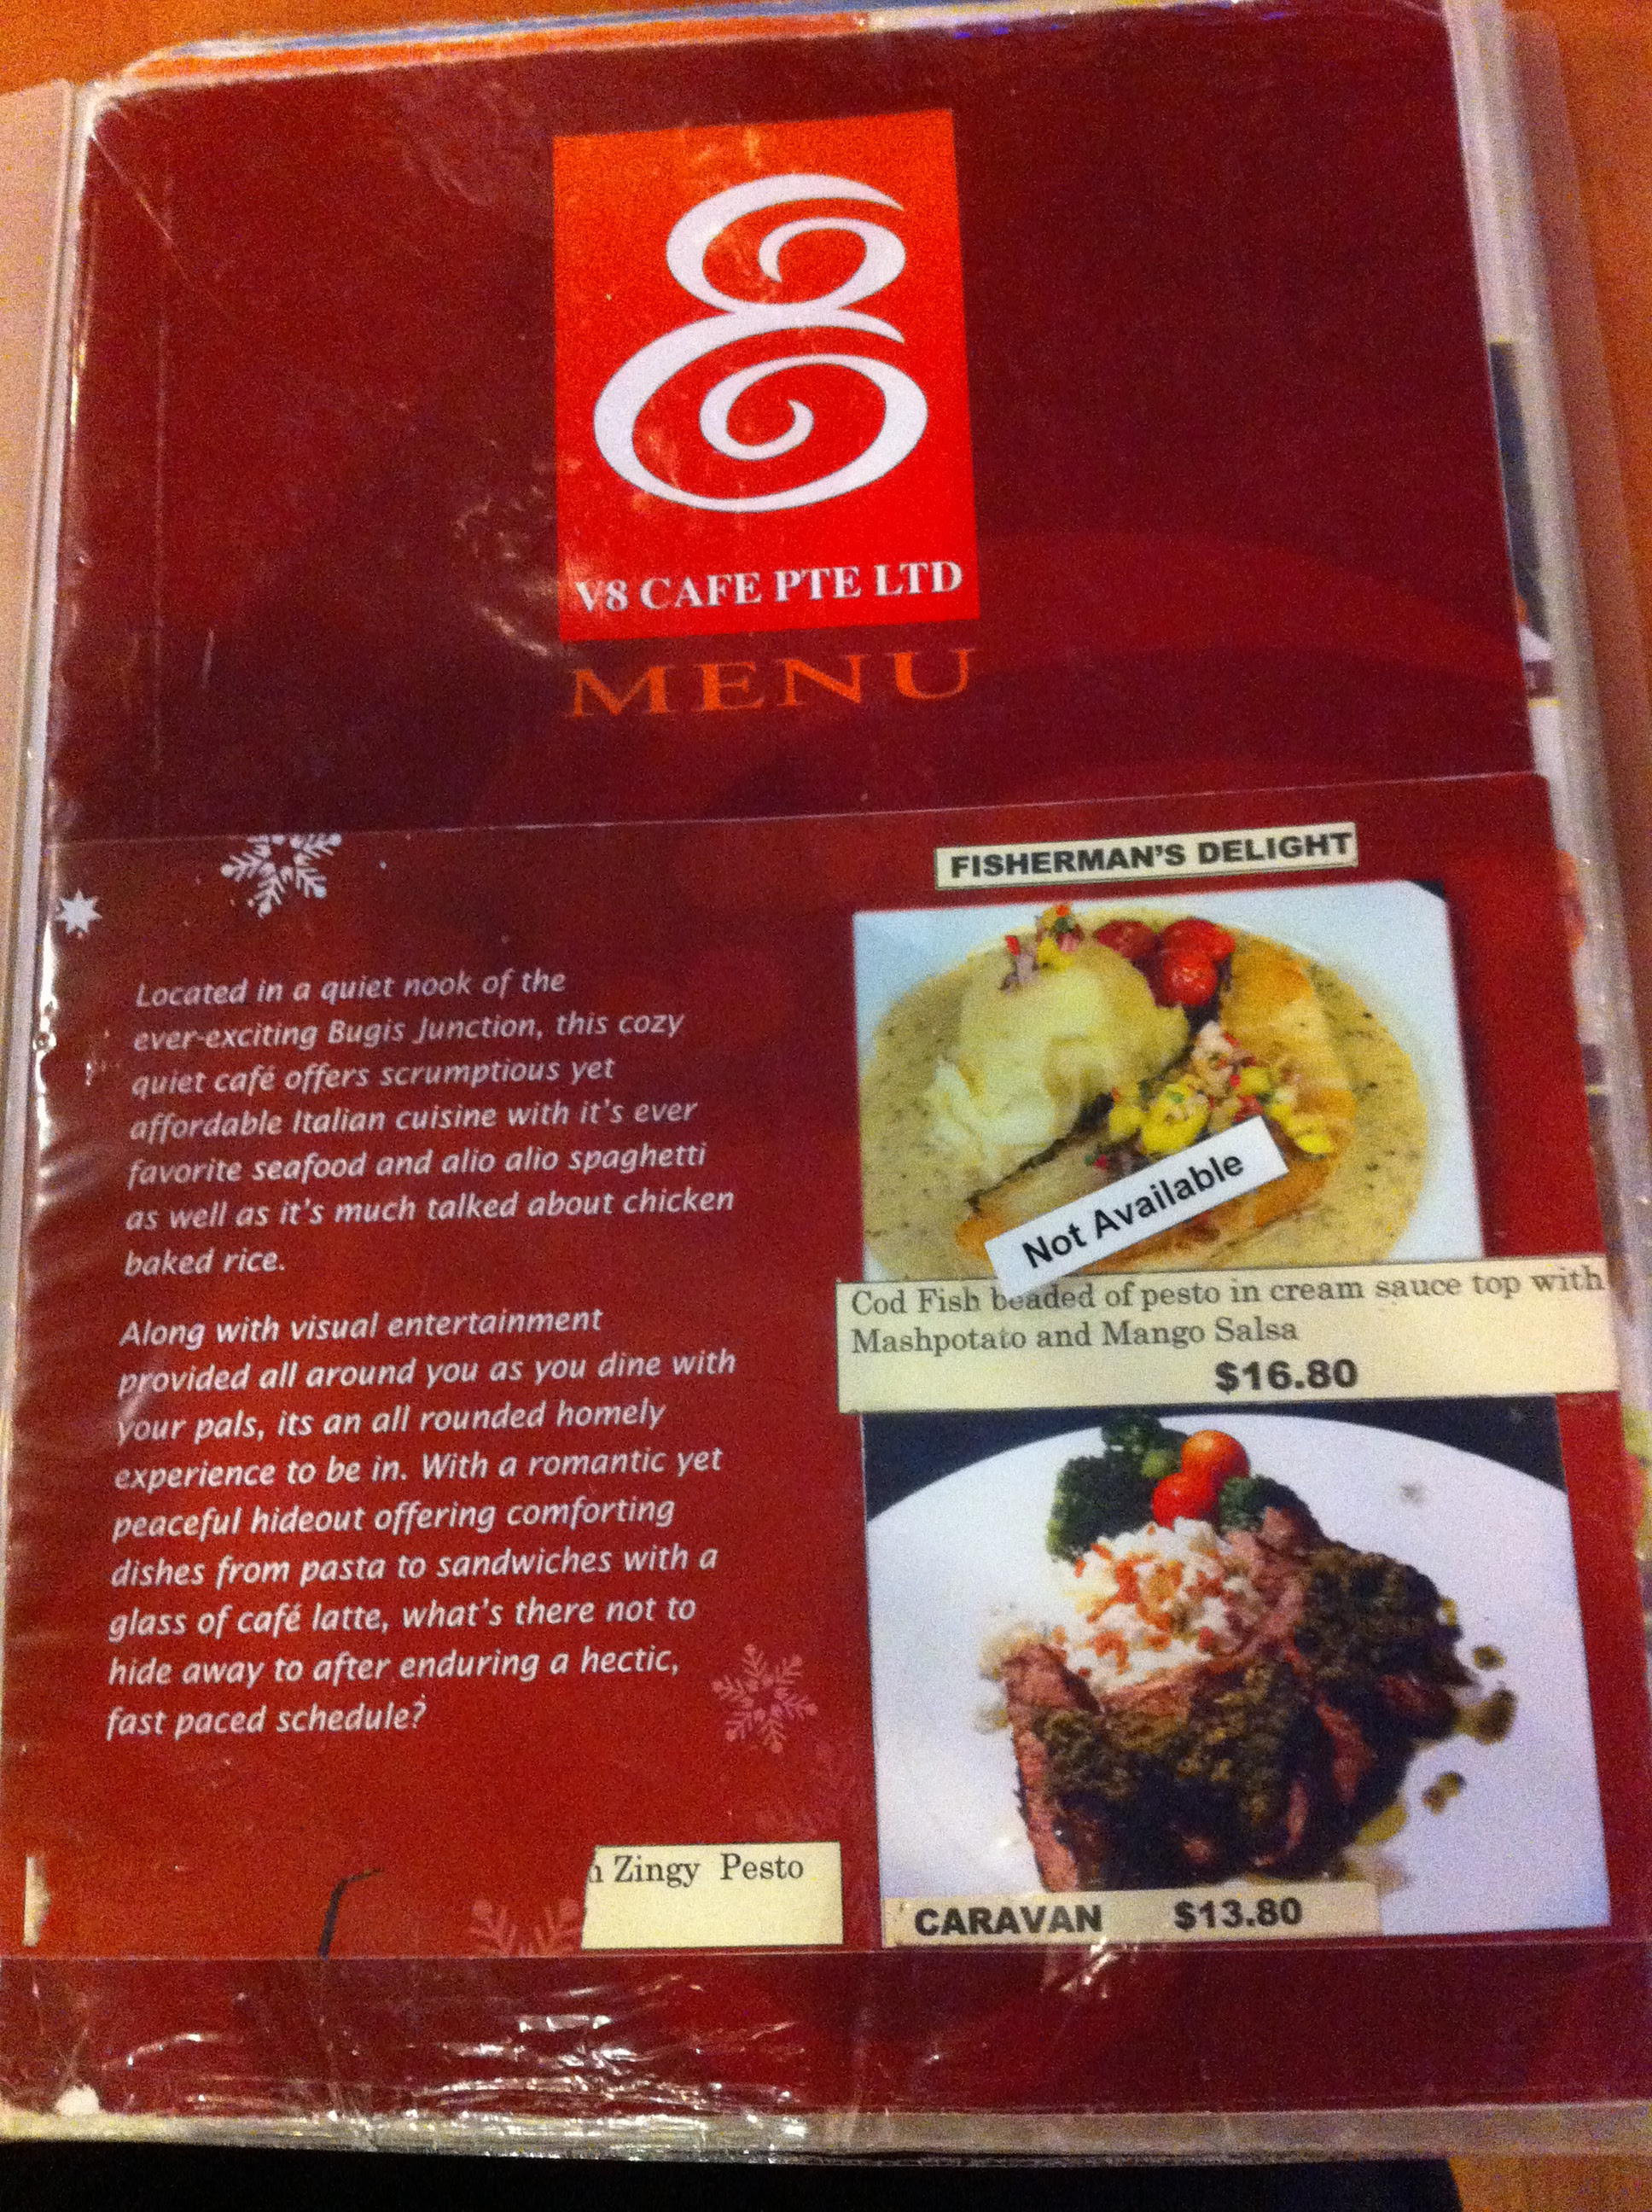 V8 CAFE PTE LTD
MENU
Located in a quiet nook of the
ever-exciting Bugis Junction, this cozy
quiet café offers scrumptious yet
affordable Italian cuisine with it's ever
favorite seafood and alio alio spaghetti
as well as it's much talked about chicken
baked rice.
Along with visual entertainment
provided all around you as you dine with
your pals, its an all rounded homely
experience to be in. With a romantic yet
peaceful hideout offering comforting
dishes from pasta to sandwiches with a
glass of café latte, what's there not to
hide away to after enduring a hectic,
fast paced schedule?
Zingy Pesto
FISHERMAN'S DELIGHT
Not Available
Cod Fish beaded of pesto in cream sauce top with
Mashpotato and Mango Salsa
$16.80
CARAVAN $13.80